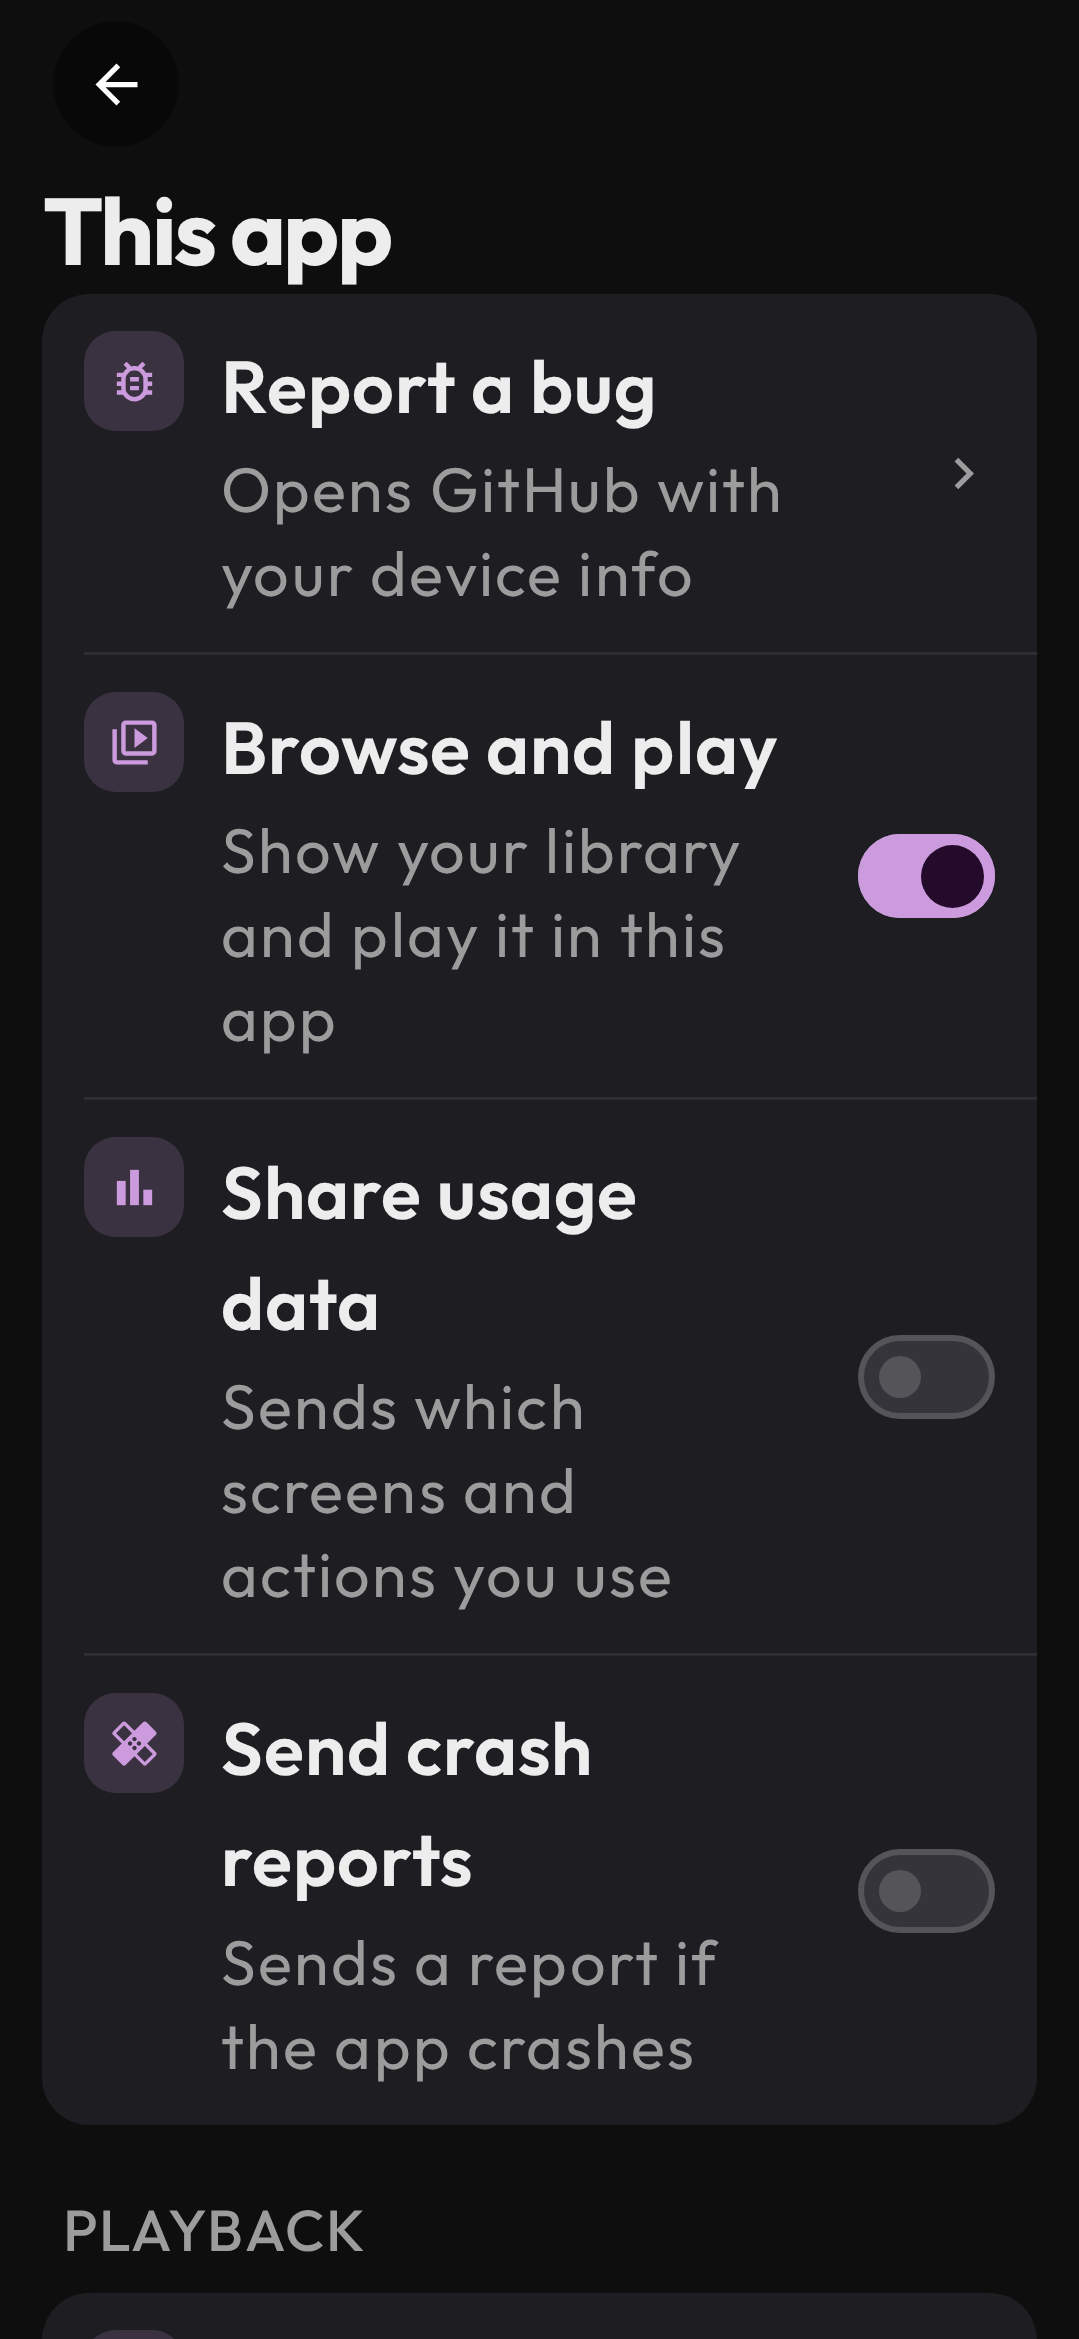 This app
Report a bug
Opens GitHub with
your device info
Browse and play
Show your library
and play it in this
app
Share usage
data
Sends which
screens and
actions you use
Send crash
reports
Sends a report if
the app crashes
PLAYBACK